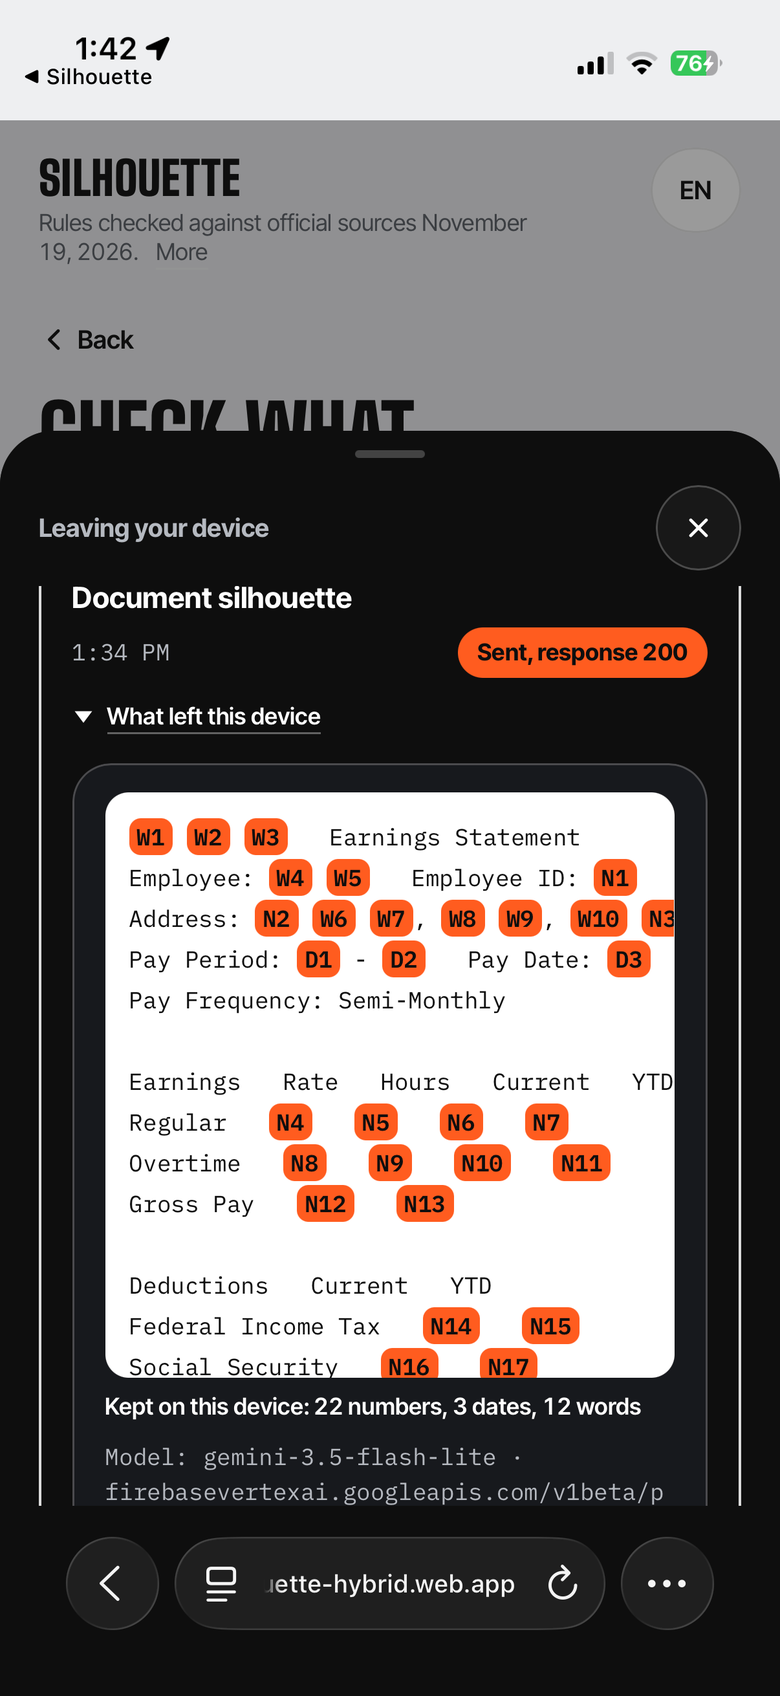 1:42
◀ Silhouette
76
SILHOUETTE
EN
Rules checked against official sources November
19, 2026. More
Back
CHECK WHAT
Leaving your device
Document silhouette
1:34 PM
Sent, response 200
What left this device
W1 W2 W3 Earnings Statement
Employee: W4 W5 Employee ID: N1
Address: N2 W6 W7, W8 W9, W10 N3
Pay Period: D1 - D2 Pay Date: D3
Pay Frequency: Semi-Monthly
Earnings Rate Hours Current YTD
Regular N4 N5 N6 N7
Overtime N8 N9 N10 N11
Gross Pay N12 N13
Deductions Current YTD
Federal Income Tax N14 N15
Social Security N16 N17
Kept on this device: 22 numbers, 3 dates, 12 words
Model: gemini-3.5-flash-lite ·
firebasevertexai.googleapis.com/v1beta/p
ette-hybrid.web.app